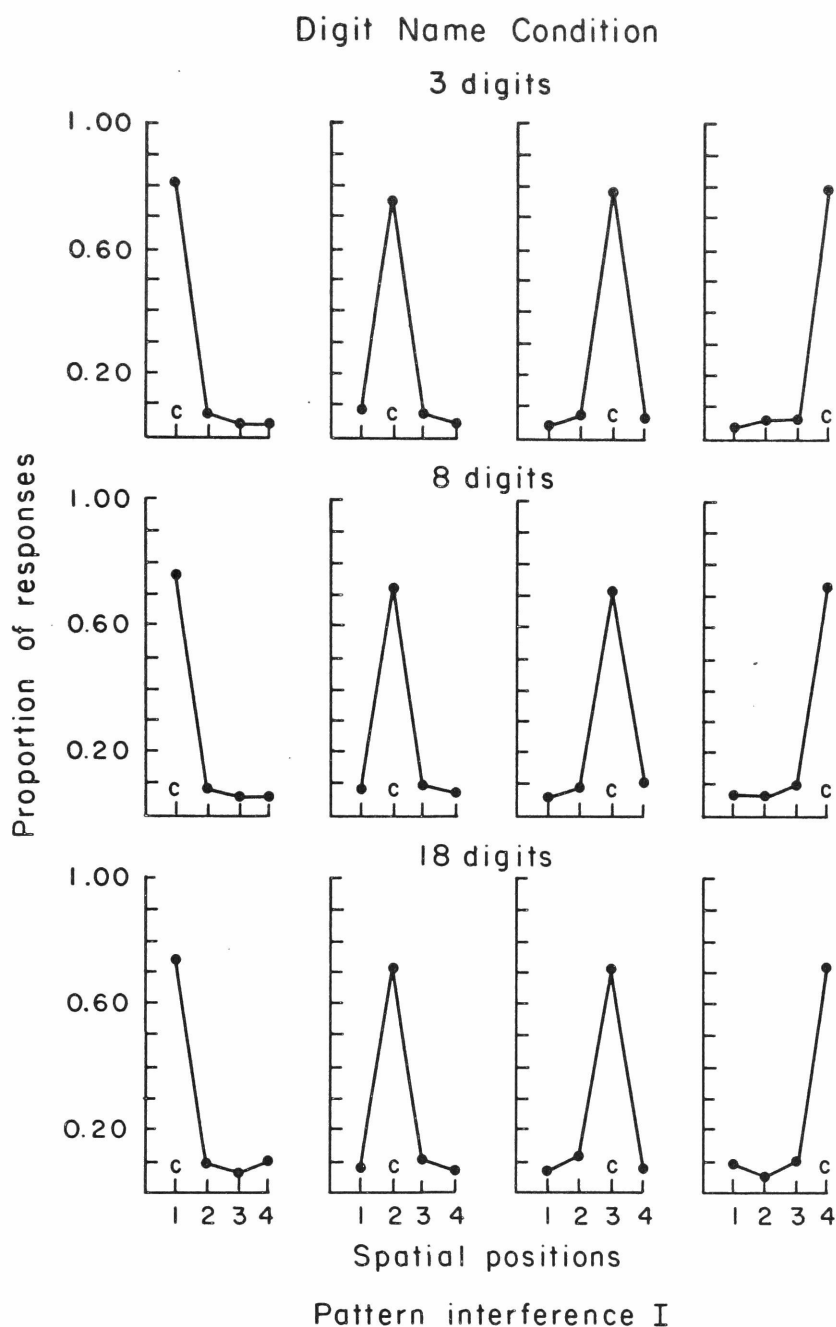 Digit Name Condition
3 digits
1.00
0.60
0.20
C
C
C
C
8 digits
1.00
0.60
0.20
C
C
C
C
18 digits
1.00
0.60
0.20
C
C
C
C
1 2 3 4
1 2 3 4
1 2 3 4
1 2 3 4
Proportion of responses
Spatial positions
Pattern interference I